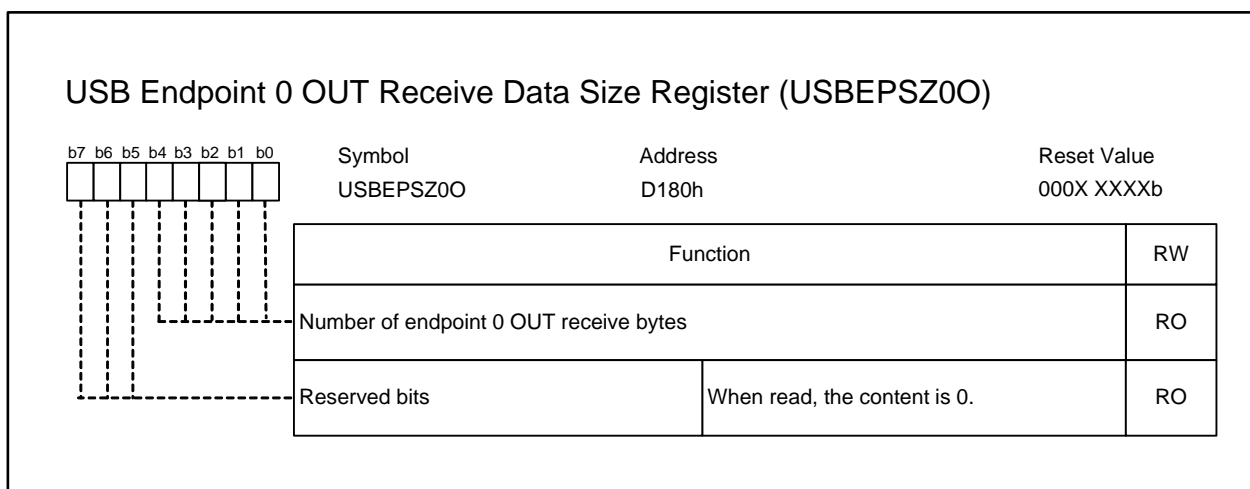 USB Endpoint 0 OUT Receive Data Size Register (USBEPSZ0O)
b7 b6 b5 b4 b3 b2 b1 b0
Symbol Address Reset Value
USBEPSZ0O D180h 000X XXXXb
Function RW
Number of endpoint 0 OUT receive bytes RO
Reserved bits When read, the content is 0. RO